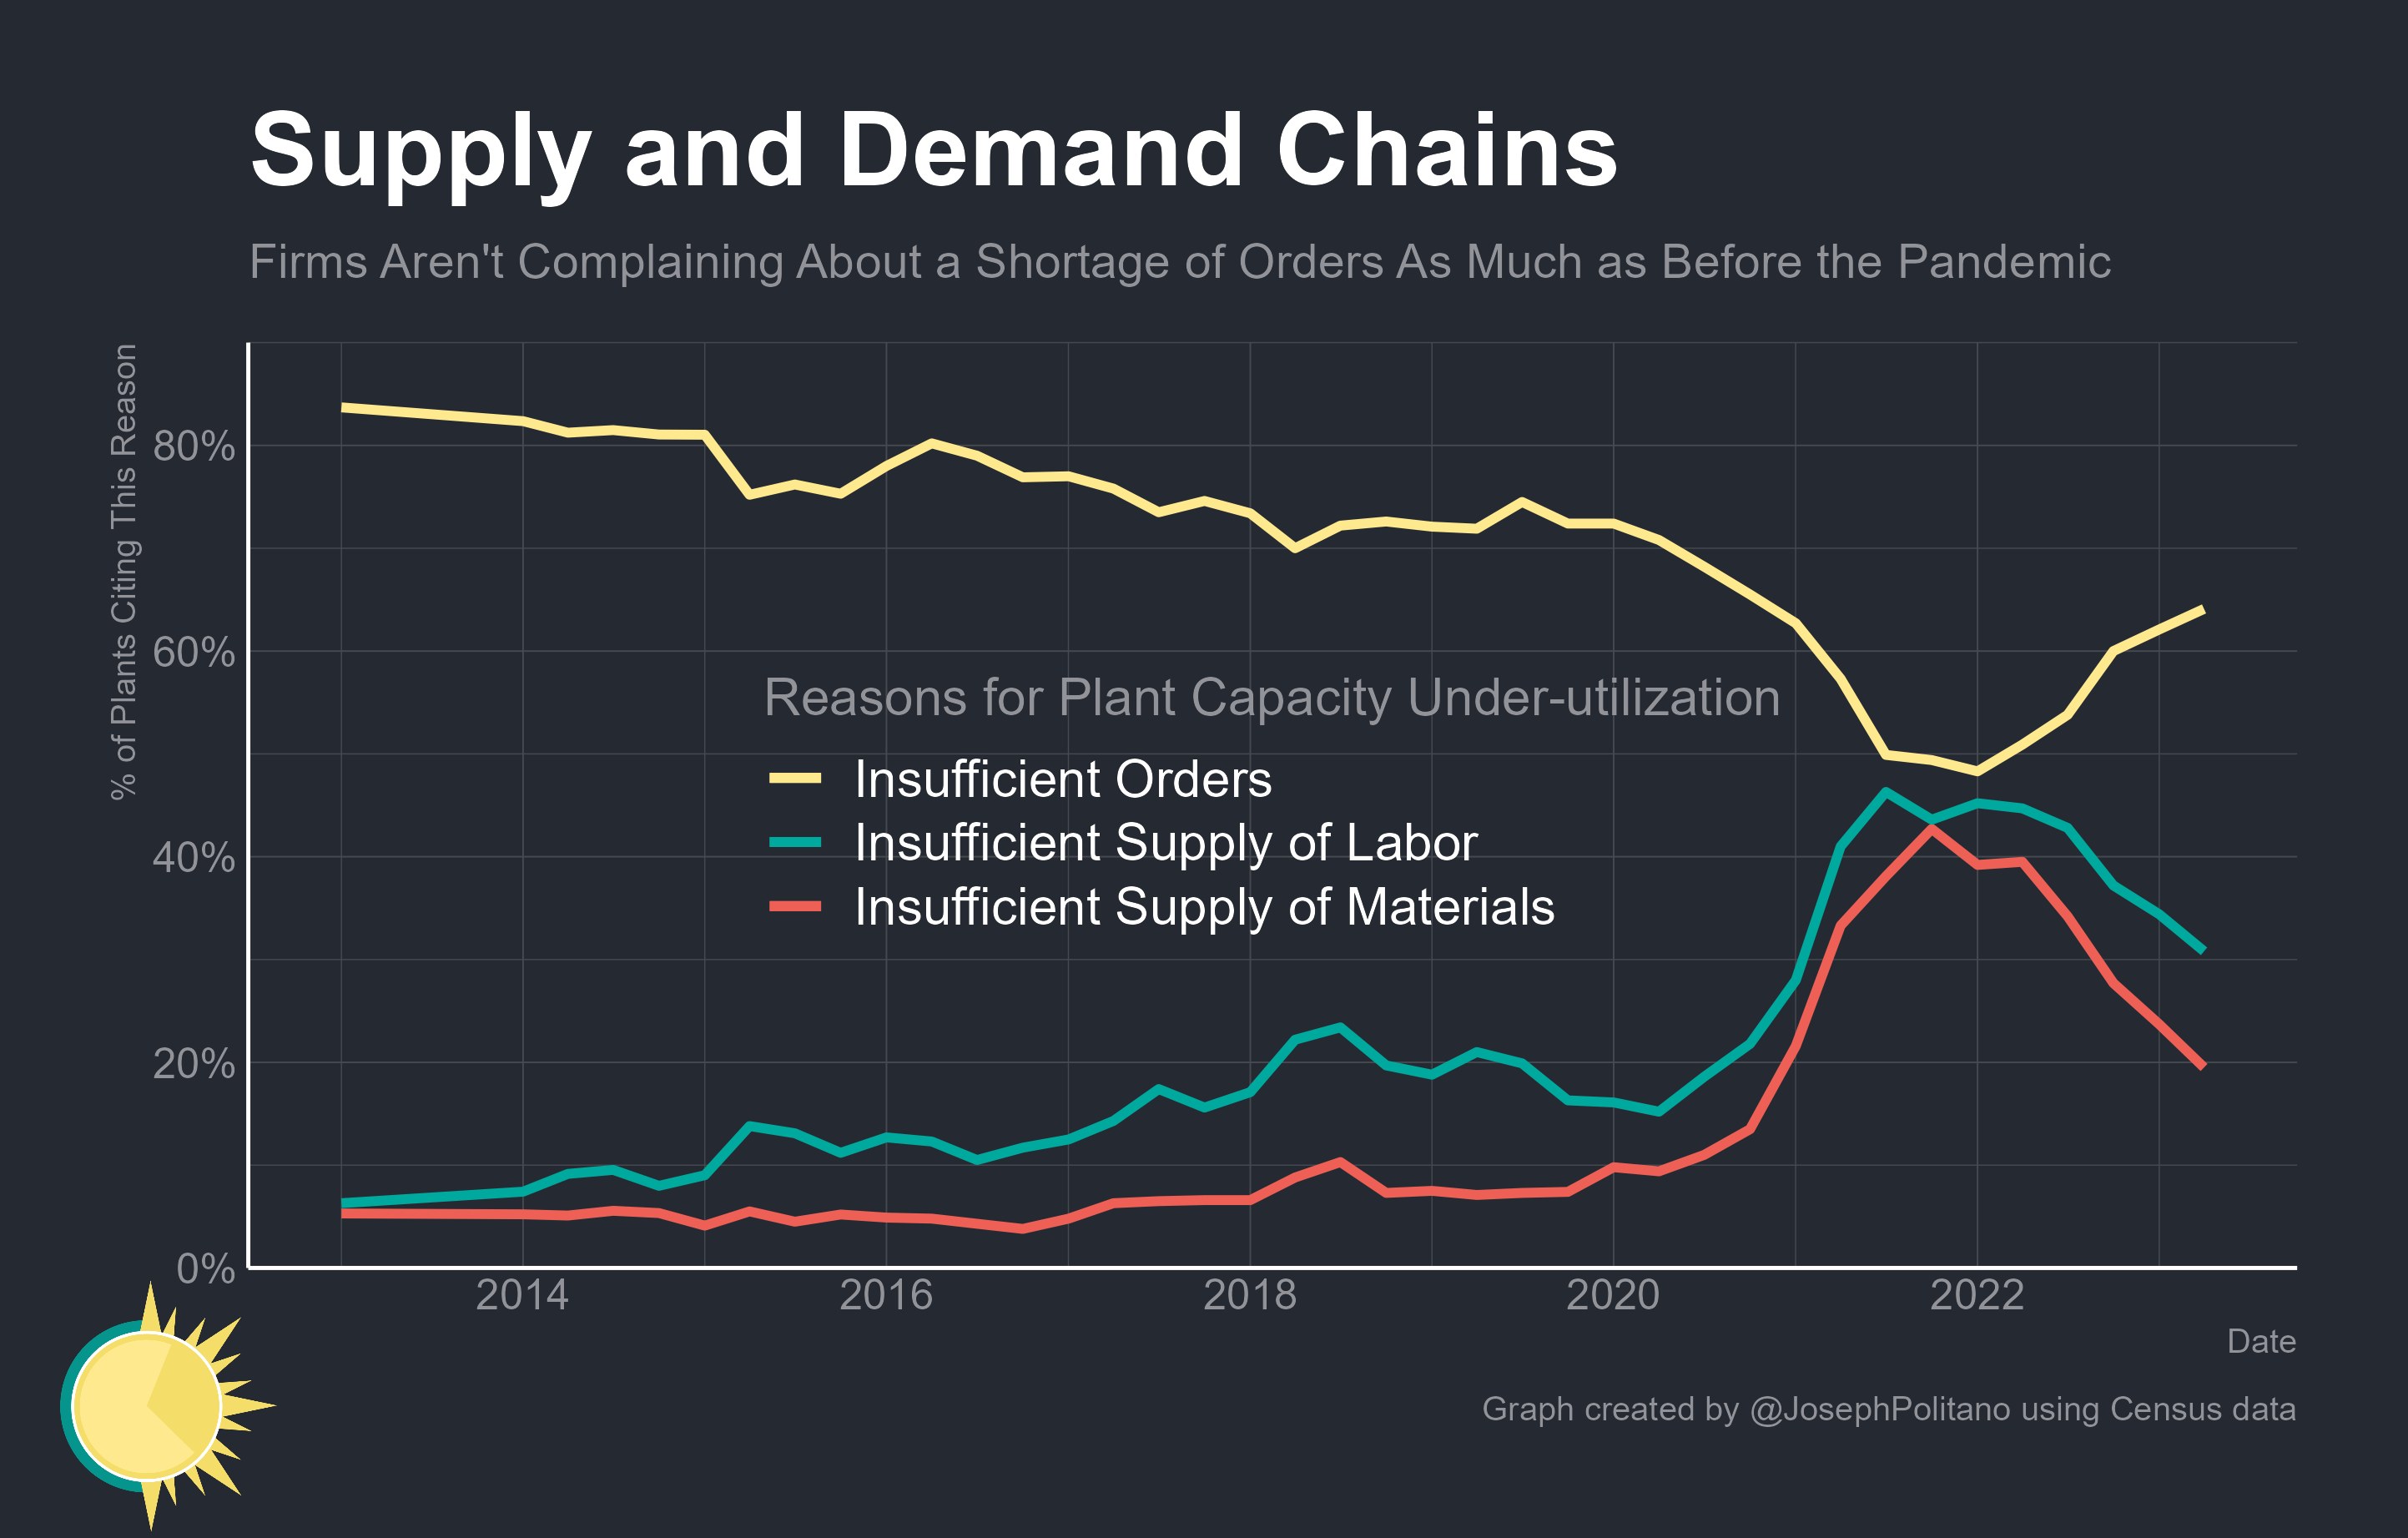 Supply and Demand Chains
Firms Aren't Complaining About a Shortage of Orders As Much as Before the Pandemic
% of Plants Citing This Reason
80%
60%
40%
20%
0%
Reasons for Plant Capacity Under-utilization
Insufficient Orders
Insufficient Supply of Labor
Insufficient Supply of Materials
2014 2016 2018 2020 2022
Date
Graph created by @JosephPolitano using Census data